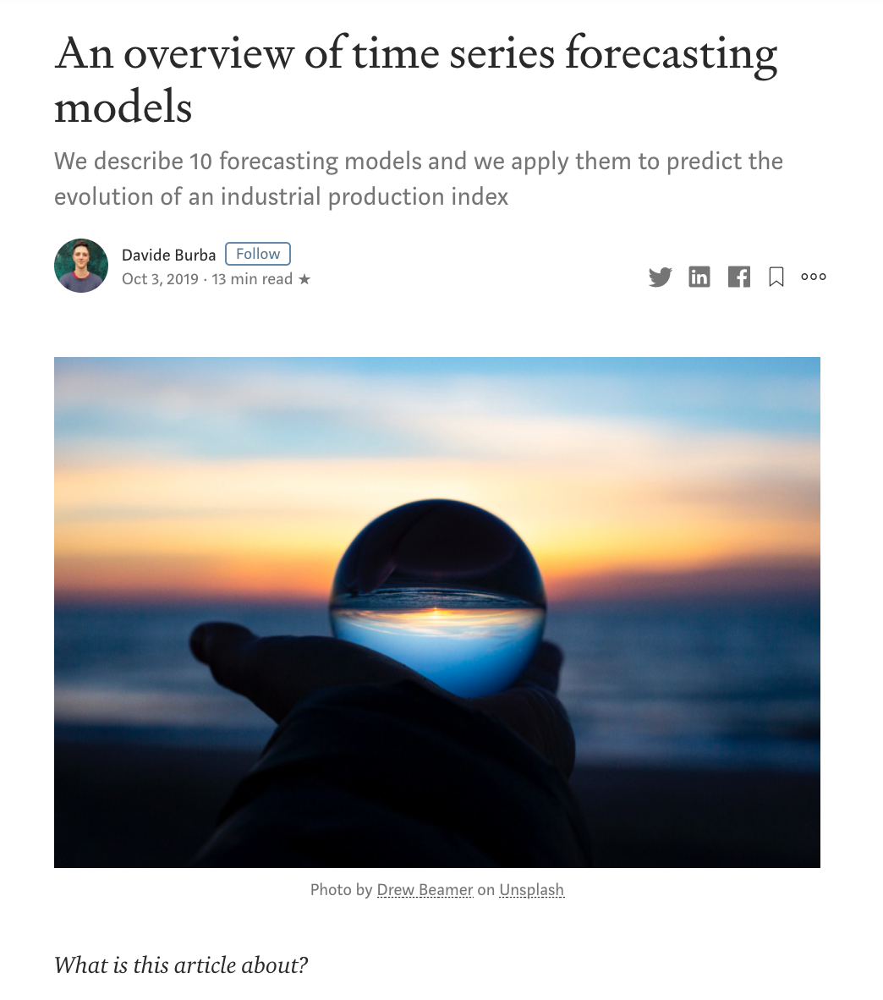 An overview of time series forecasting
models
We describe 10 forecasting models and we apply them to predict the
evolution of an industrial production index
Davide Burba Follow
Oct 3, 2019 · 13 min read ★
Photo by Drew Beamer on Unsplash
What is this article about?